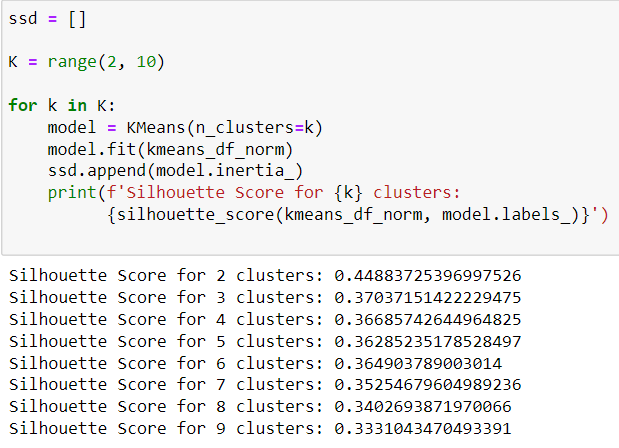 ssd = []
K = range(2, 10)
for k in K:
    model = KMeans(n_clusters=k)
    model.fit(kmeans_df_norm)
    ssd.append(model.inertia_)
    print(f'Silhouette Score for {k} clusters:
          {silhouette_score(kmeans_df_norm, model.labels_)}')
Silhouette Score for 2 clusters: 0.44883725396997526
Silhouette Score for 3 clusters: 0.37037151422229475
Silhouette Score for 4 clusters: 0.36685742644964825
Silhouette Score for 5 clusters: 0.36285235178528497
Silhouette Score for 6 clusters: 0.364903789003014
Silhouette Score for 7 clusters: 0.35254679604989236
Silhouette Score for 8 clusters: 0.3402693871970066
Silhouette Score for 9 clusters: 0.3331043470493391